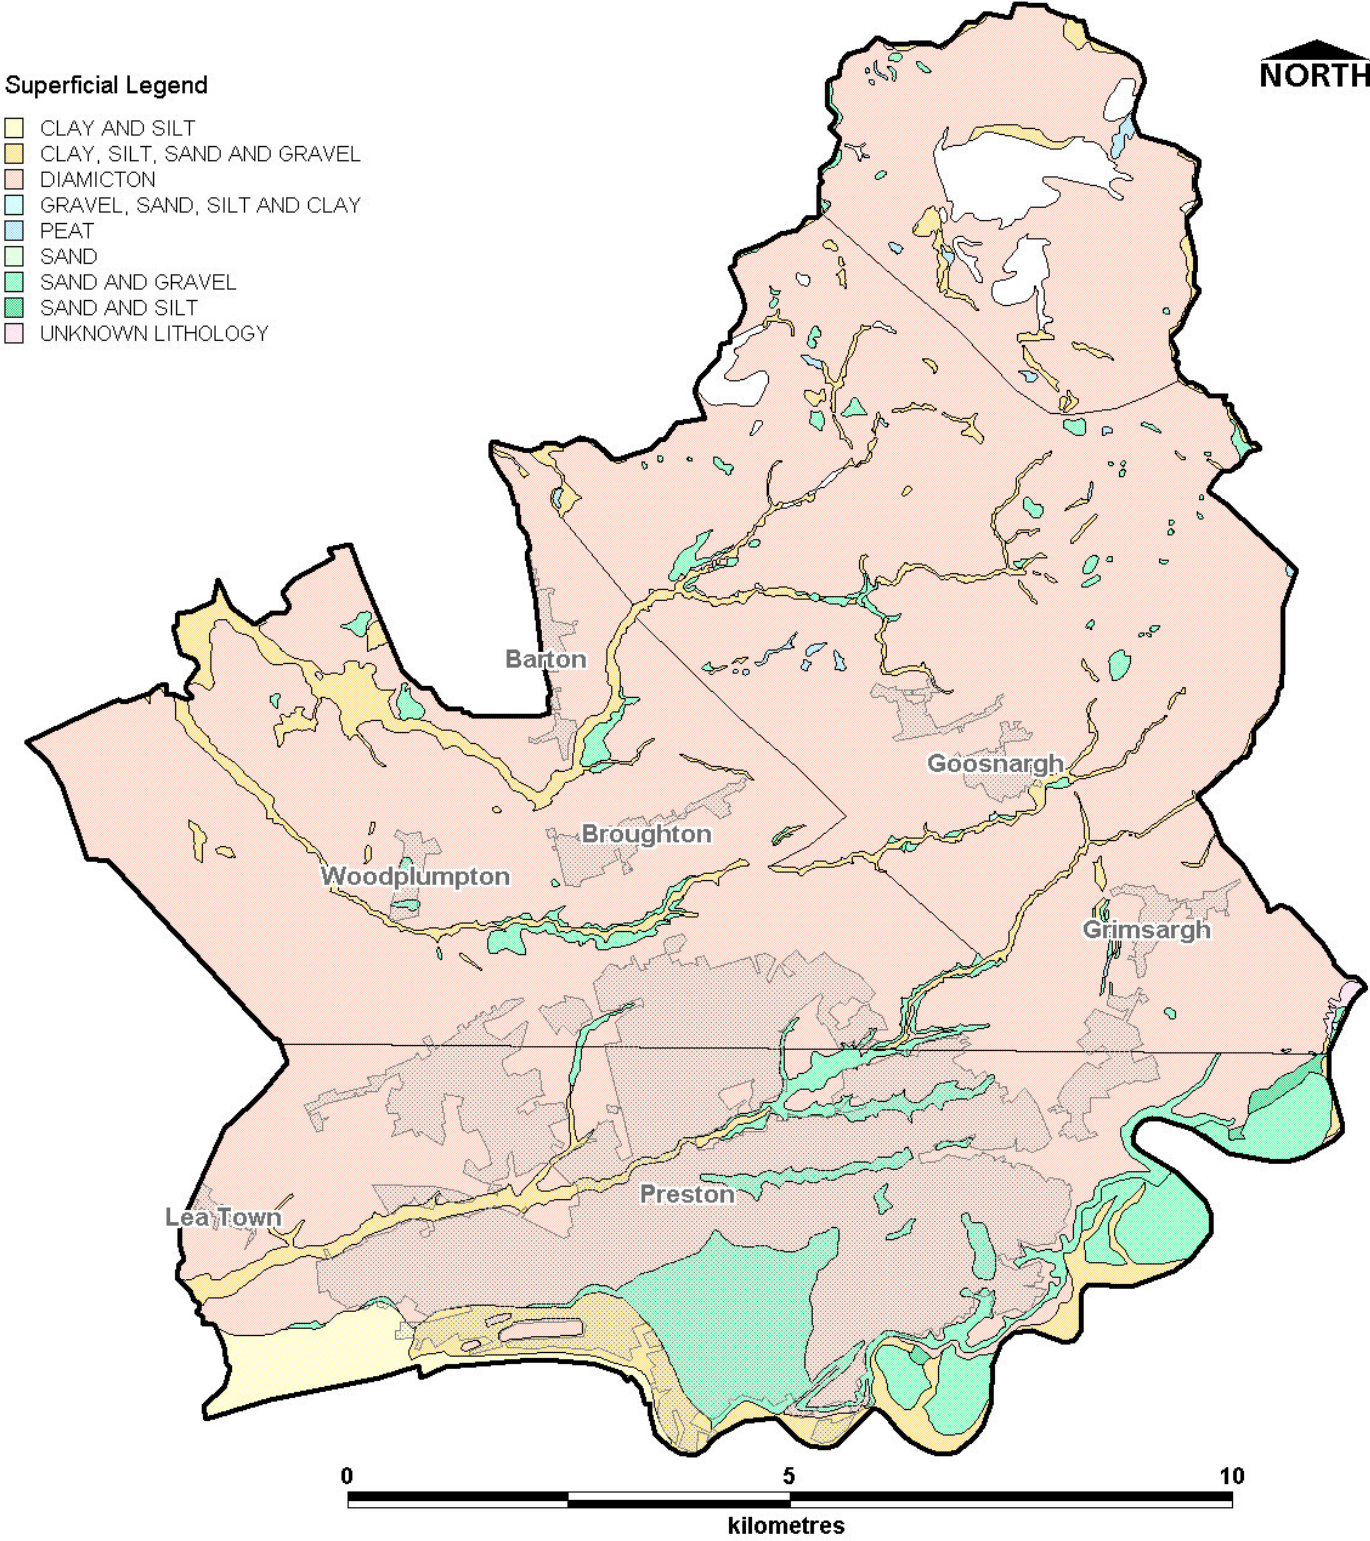 NORTH
Superficial Legend
CLAY AND SILT
CLAY, SILT, SAND AND GRAVEL
DIAMICTON
GRAVEL, SAND, SILT AND CLAY
PEAT
SAND
SAND AND GRAVEL
SAND AND SILT
UNKNOWN LITHOLOGY
Barton
Goosnargh
Broughton
Woodplumpton
Grimsargh
Preston
Lea Town
0 5 10
kilometres